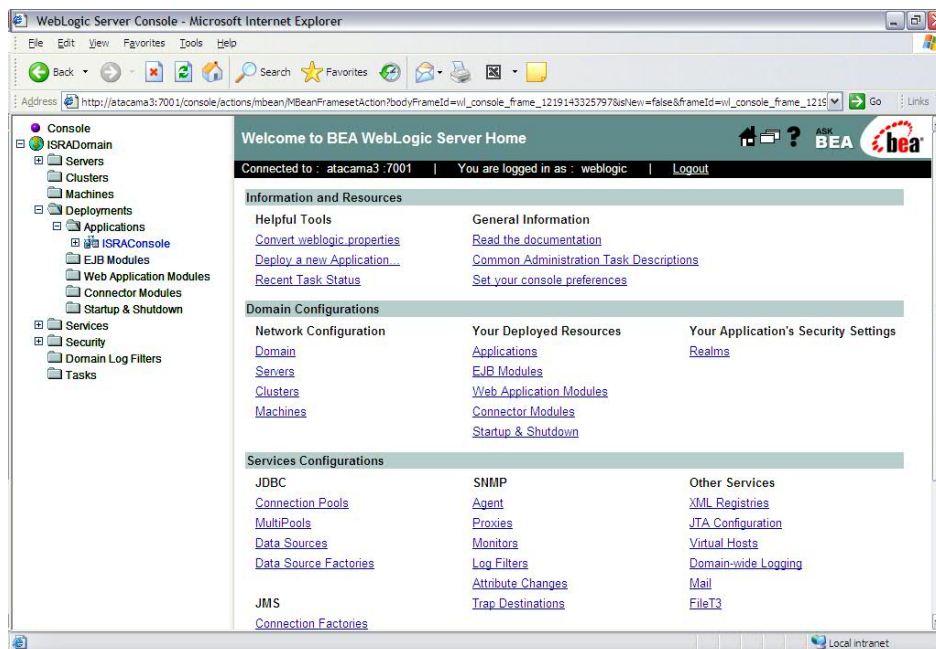 WebLogic Server Console - Microsoft Internet Explorer
File Edit View Favorites Tools Help
Back Search Favorites
Address http://atacama3:7001/console/actions/mbean/MBeanFramesetAction?bodyFrameId=wl_console_frame_1219143325797&isNew=false&frameId=wl_console_frame_1219 Go Links
Console
ISRADomain
Servers
Clusters
Machines
Deployments
Applications
ISRAConsole
EJB Modules
Web Application Modules
Connector Modules
Startup & Shutdown
Services
Security
Domain Log Filters
Tasks
Welcome to BEA WebLogic Server Home
? ASK BEA bea
Connected to : atacama3 :7001 | You are logged in as : weblogic | Logout
Information and Resources
Helpful Tools General Information
Convert weblogic.properties Read the documentation
Deploy a new Application... Common Administration Task Descriptions
Recent Task Status Set your console preferences
Domain Configurations
Network Configuration Your Deployed Resources Your Application's Security Settings
Domain Applications Realms
Servers EJB Modules
Clusters Web Application Modules
Machines Connector Modules
Startup & Shutdown
Services Configurations
JDBC SNMP Other Services
Connection Pools Agent XML Registries
MultiPools Proxies JTA Configuration
Data Sources Monitors Virtual Hosts
Data Source Factories Log Filters Domain-wide Logging
Attribute Changes Mail
JMS Trap Destinations FileT3
Connection Factories
Local intranet